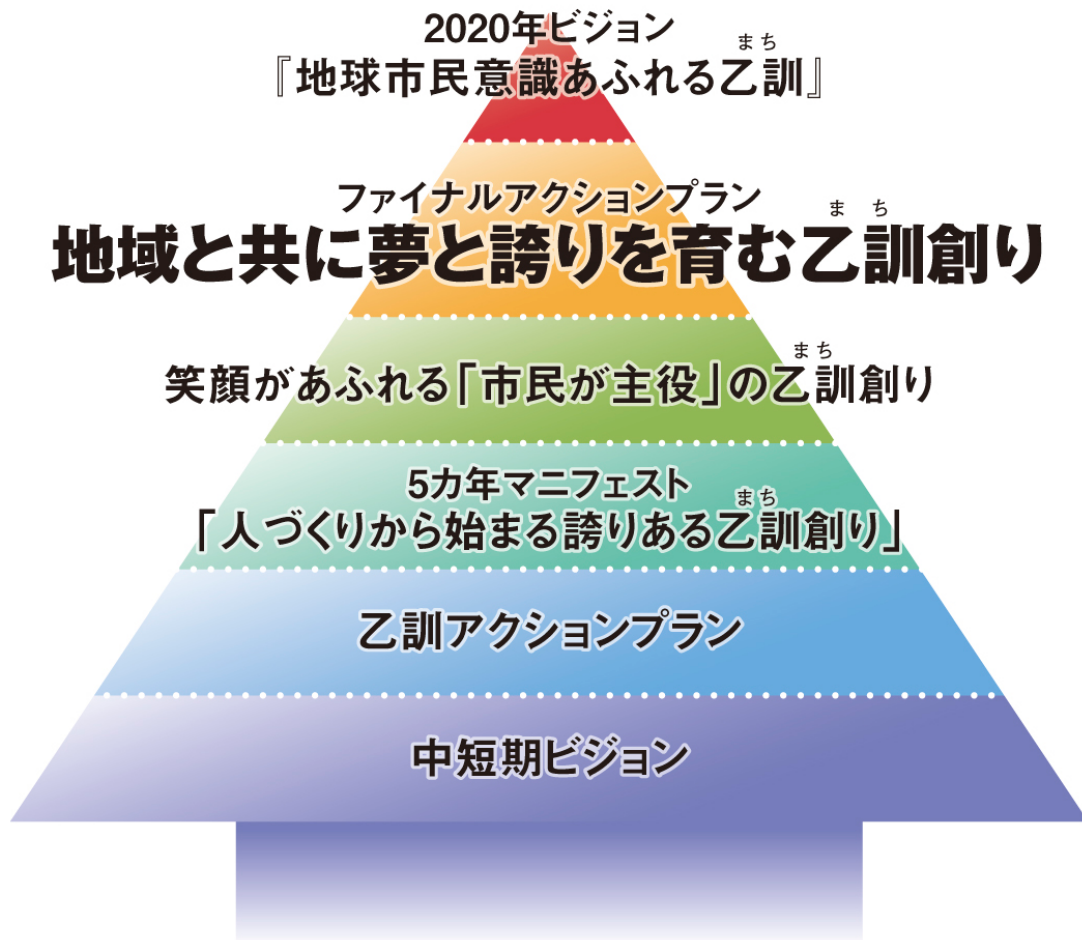 2020年ビジョン
まち
『地球市民意識あふれる乙訓』
ファイナルアクションプラン
まち
地域と共に夢と誇りを育む乙訓創り
まち
笑顔があふれる「市民が主役」の乙訓創り
5カ年マニフェスト
まち
「人づくりから始まる誇りある乙訓創り」
乙訓アクションプラン
中短期ビジョン